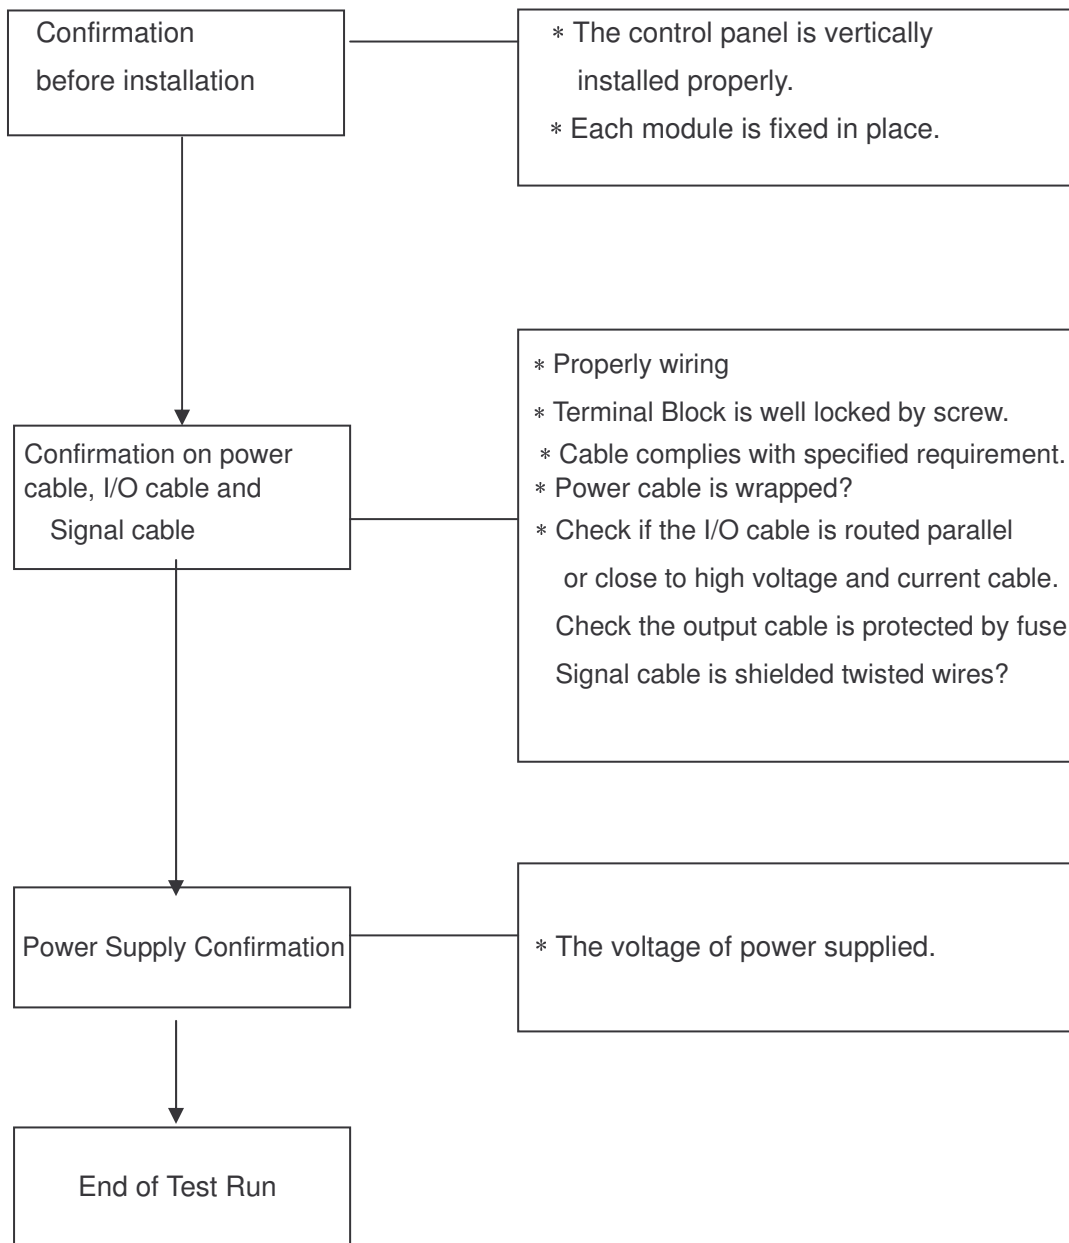 Confirmation
before installation
* The control panel is vertically
installed properly.
* Each module is fixed in place.
Confirmation on power
cable, I/O cable and
Signal cable
* Properly wiring
* Terminal Block is well locked by screw.
* Cable complies with specified requirement.
* Power cable is wrapped?
* Check if the I/O cable is routed parallel
or close to high voltage and current cable.
Check the output cable is protected by fuse
Signal cable is shielded twisted wires?
Power Supply Confirmation
* The voltage of power supplied.
End of Test Run